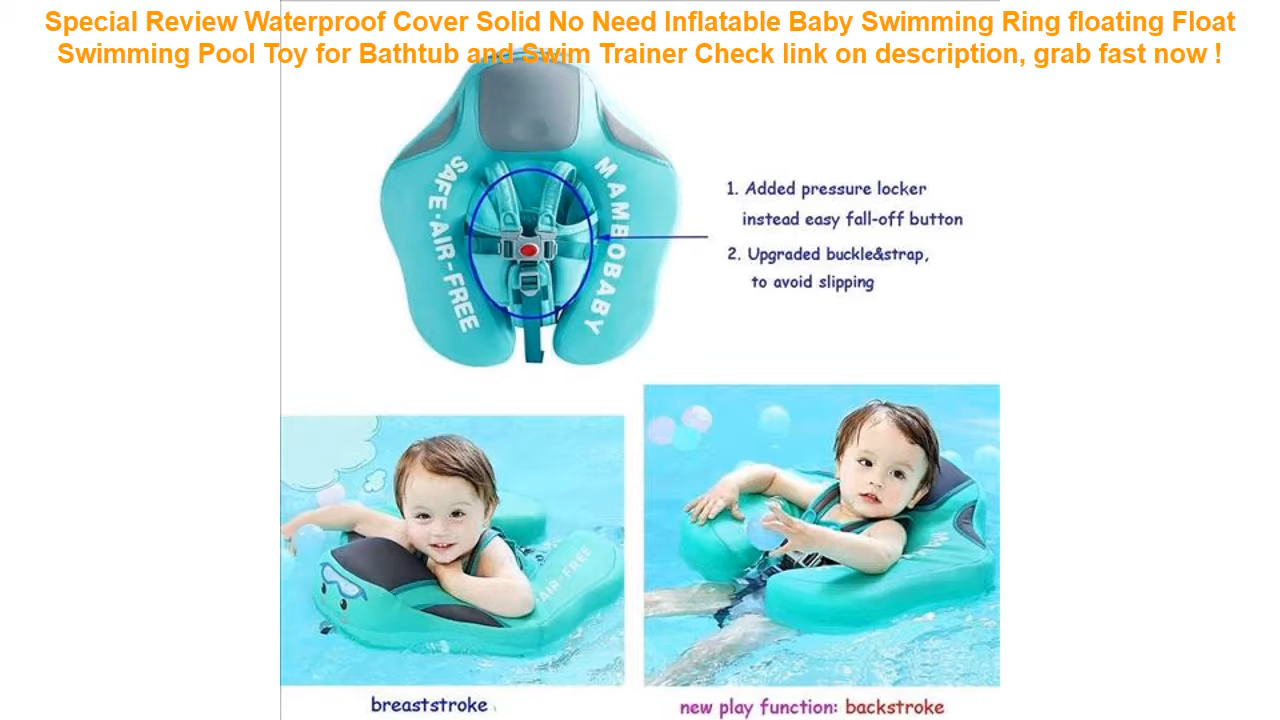 Special Review Waterproof Cover Solid No Need Inflatable Baby Swimming Ring floating Float
Swimming Pool Toy for Bathtub and Swim Trainer Check link on description, grab fast now !
SAFE·AIR-FREE
MAMBOBABY
1. Added pressure locker
instead easy fall-off button
2. Upgraded buckle&strap,
to avoid slipping
AIR-FREE
breaststroke
new play function: backstroke